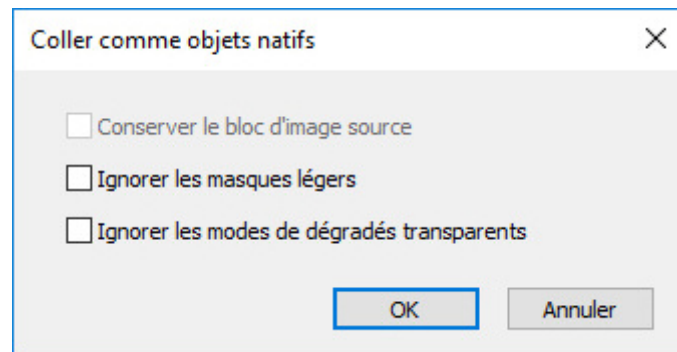 Coller comme objets natifs
Conserver le bloc d'image source
Ignorer les masques légers
Ignorer les modes de dégradés transparents
OK Annuler